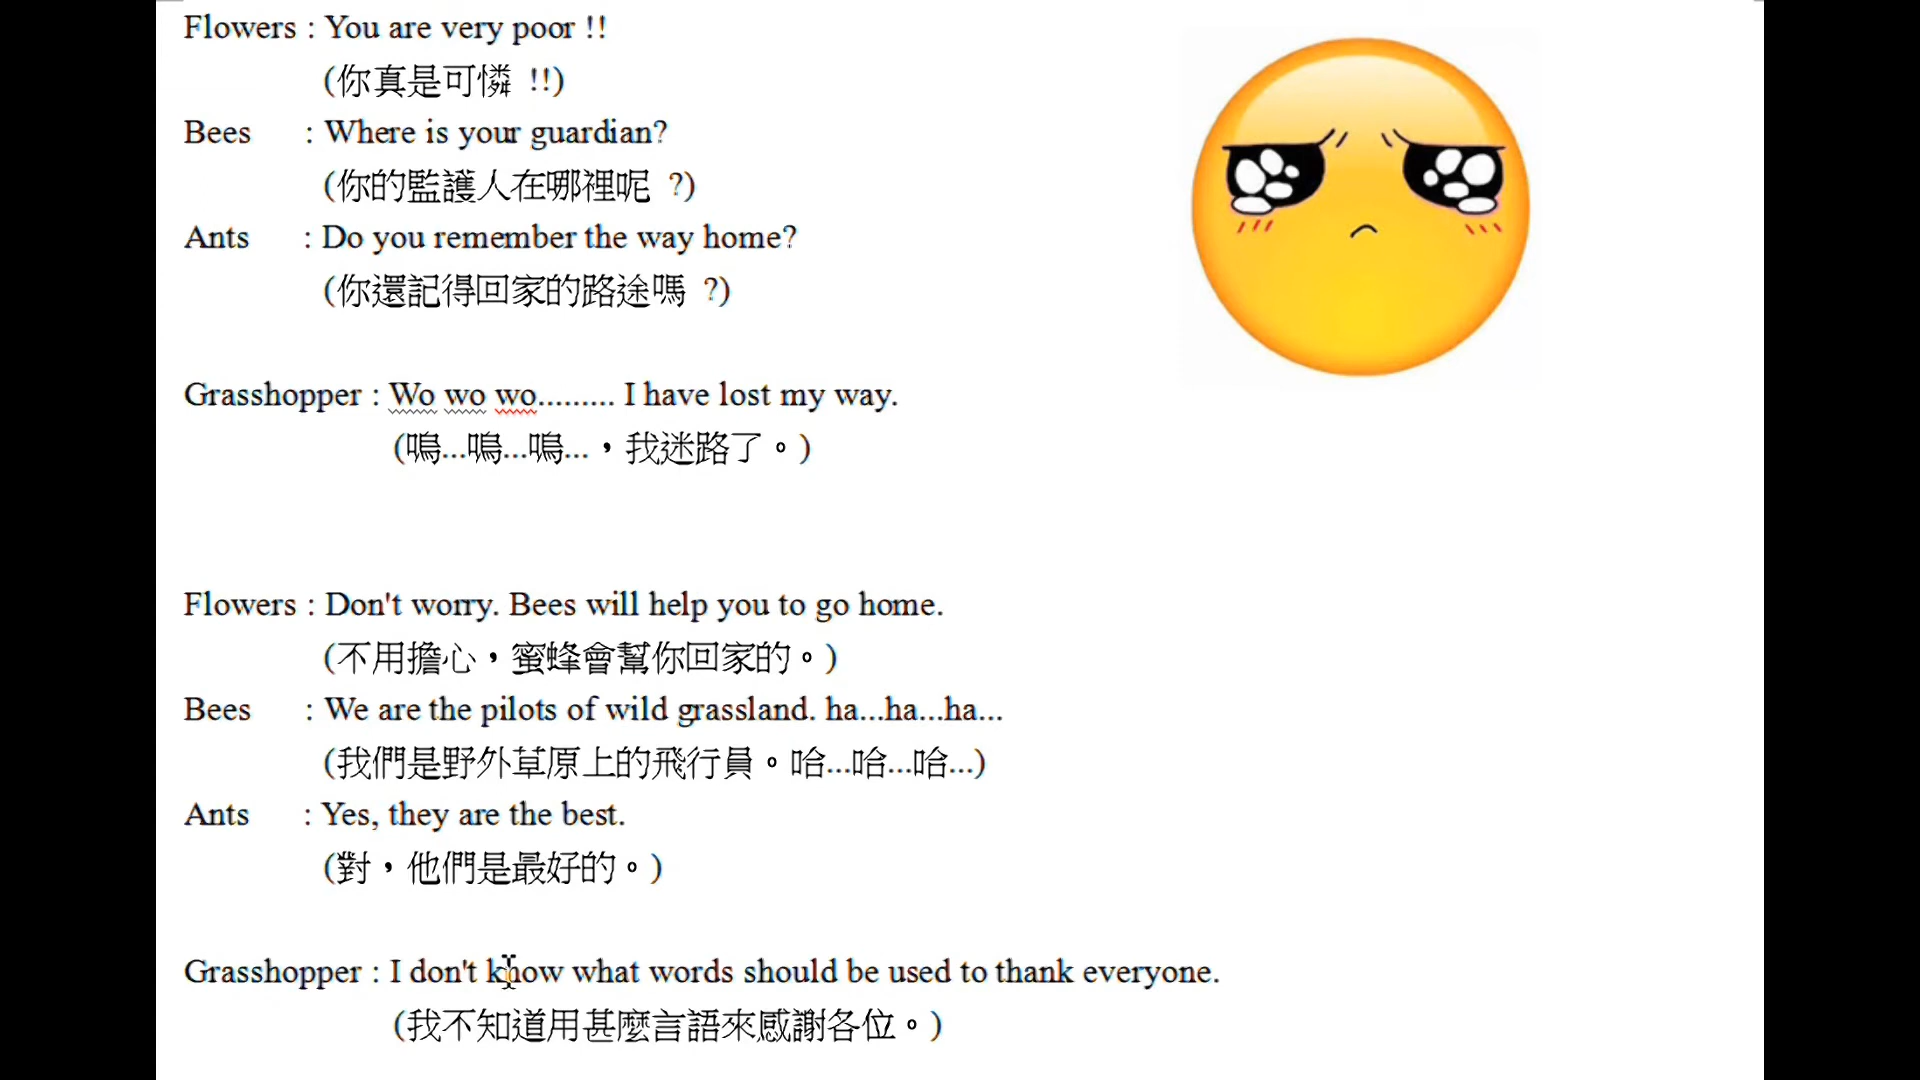 Flowers : You are very poor !!
(你真是可憐 !!)
Bees : Where is your guardian?
(你的監護人在哪裡呢 ?)
Ants : Do you remember the way home?
(你還記得回家的路途嗎 ?)
Grasshopper : Wo wo wo......... I have lost my way.
(嗚...嗚...嗚...，我迷路了。)
Flowers : Don't worry. Bees will help you to go home.
(不用擔心，蜜蜂會幫你回家的。)
Bees : We are the pilots of wild grassland. ha...ha...ha...
(我們是野外草原上的飛行員。哈...哈...哈...)
Ants : Yes, they are the best.
(對，他們是最好的。)
Grasshopper : I don't know what words should be used to thank everyone.
(我不知道用甚麼言語來感謝各位。)